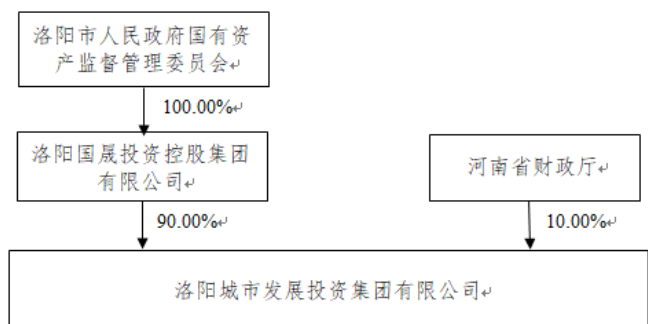 洛阳市人民政府国有资
产监督管理委员会↵
100.00%↵
洛阳国晟投资控股集团
有限公司↵
河南省财政厅↵
90.00%↵
10.00%↵
洛阳城市发展投资集团有限公司↵